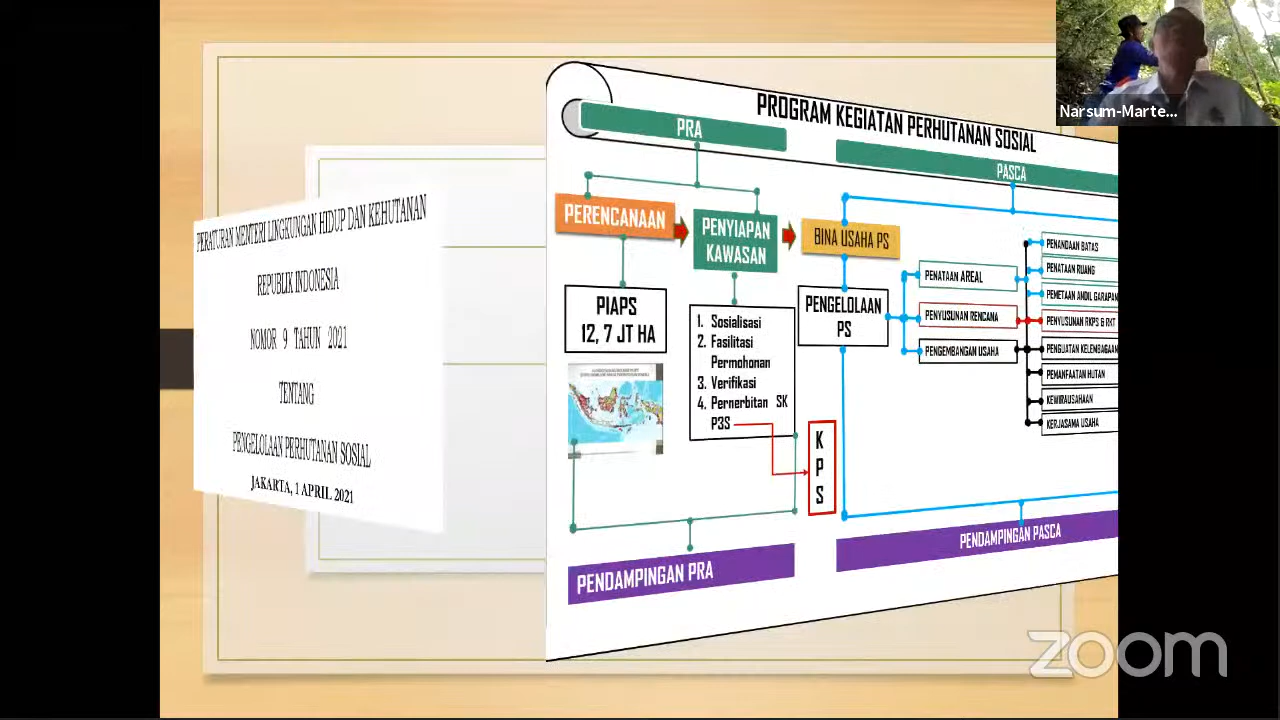 PERATURAN MENTERI LINGKUNGAN HIDUP DAN KEHUTANAN
REPUBLIK INDONESIA
NOMOR 9 TAHUN 2021
TENTANG
PENGELOLAAN PERHUTANAN SOSIAL
JAKARTA, 1 APRIL 2021
PROGRAM KEGIATAN PERHUTANAN SOSIAL
PRA
PASCA
PERENCANAAN
PENYIAPAN
KAWASAN
BINA USAHA PS
PIAPS
12, 7 JT HA
1. Sosialisasi
2. Fasilitasi
Permohonan
3. Verifikasi
4. Pernerbitan SK
P3S
K
P
S
PENGELOLAAN
PS
PENATAAN AREAL
PENYUSUNAN RENCANA
PENGEMBANGAN USAHA
PENANDAAN BATAS
PENATAAN RUANG
PEMETAAN ANDIL GARAPAN
PENYUSUNAN RKPS & RKT
PENGUATAN KELEMBAGAAN
PEMANFAATAN HUTAN
KEWIRAUSAHAAN
KERJASAMA USAHA
PENDAMPINGAN PRA
PENDAMPINGAN PASCA
Narsum-Marte...
zoom